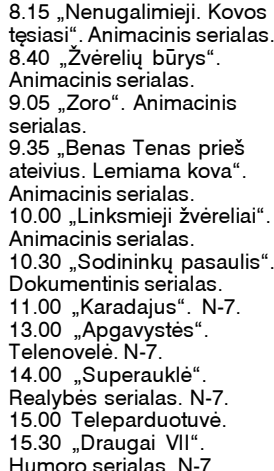 8.15 „Nenugalimieji. Kovos
tęsiasi“. Animacinis serialas.
8.40 „Žvėrelių būrys“.
Animacinis serialas.
9.05 „Zoro“. Animacinis
serialas.
9.35 „Benas Tenas prieš
ateivius. Lemiama kova“.
Animacinis serialas.
10.00 „Linksmieji žvėreliai“.
Animacinis serialas.
10.30 „Sodininkų pasaulis“.
Dokumentinis serialas.
11.00 „Karadajus“. N-7.
13.00 „Apgavystės“.
Telenovelė. N-7.
14.00 „Superauklė“.
Realybės serialas. N-7.
15.00 Teleparduotuvė.
15.30 „Draugai VII“.
Humoro serialas. N-7